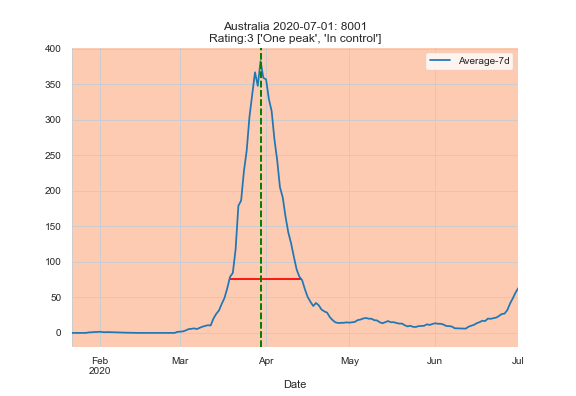 Australia 2020-07-01: 8001
Rating:3 ['One peak', 'In control']
Average-7d
400
350
300
250
200
150
100
50
0
Feb
2020
Mar
Apr
May
Jun
Jul
Date